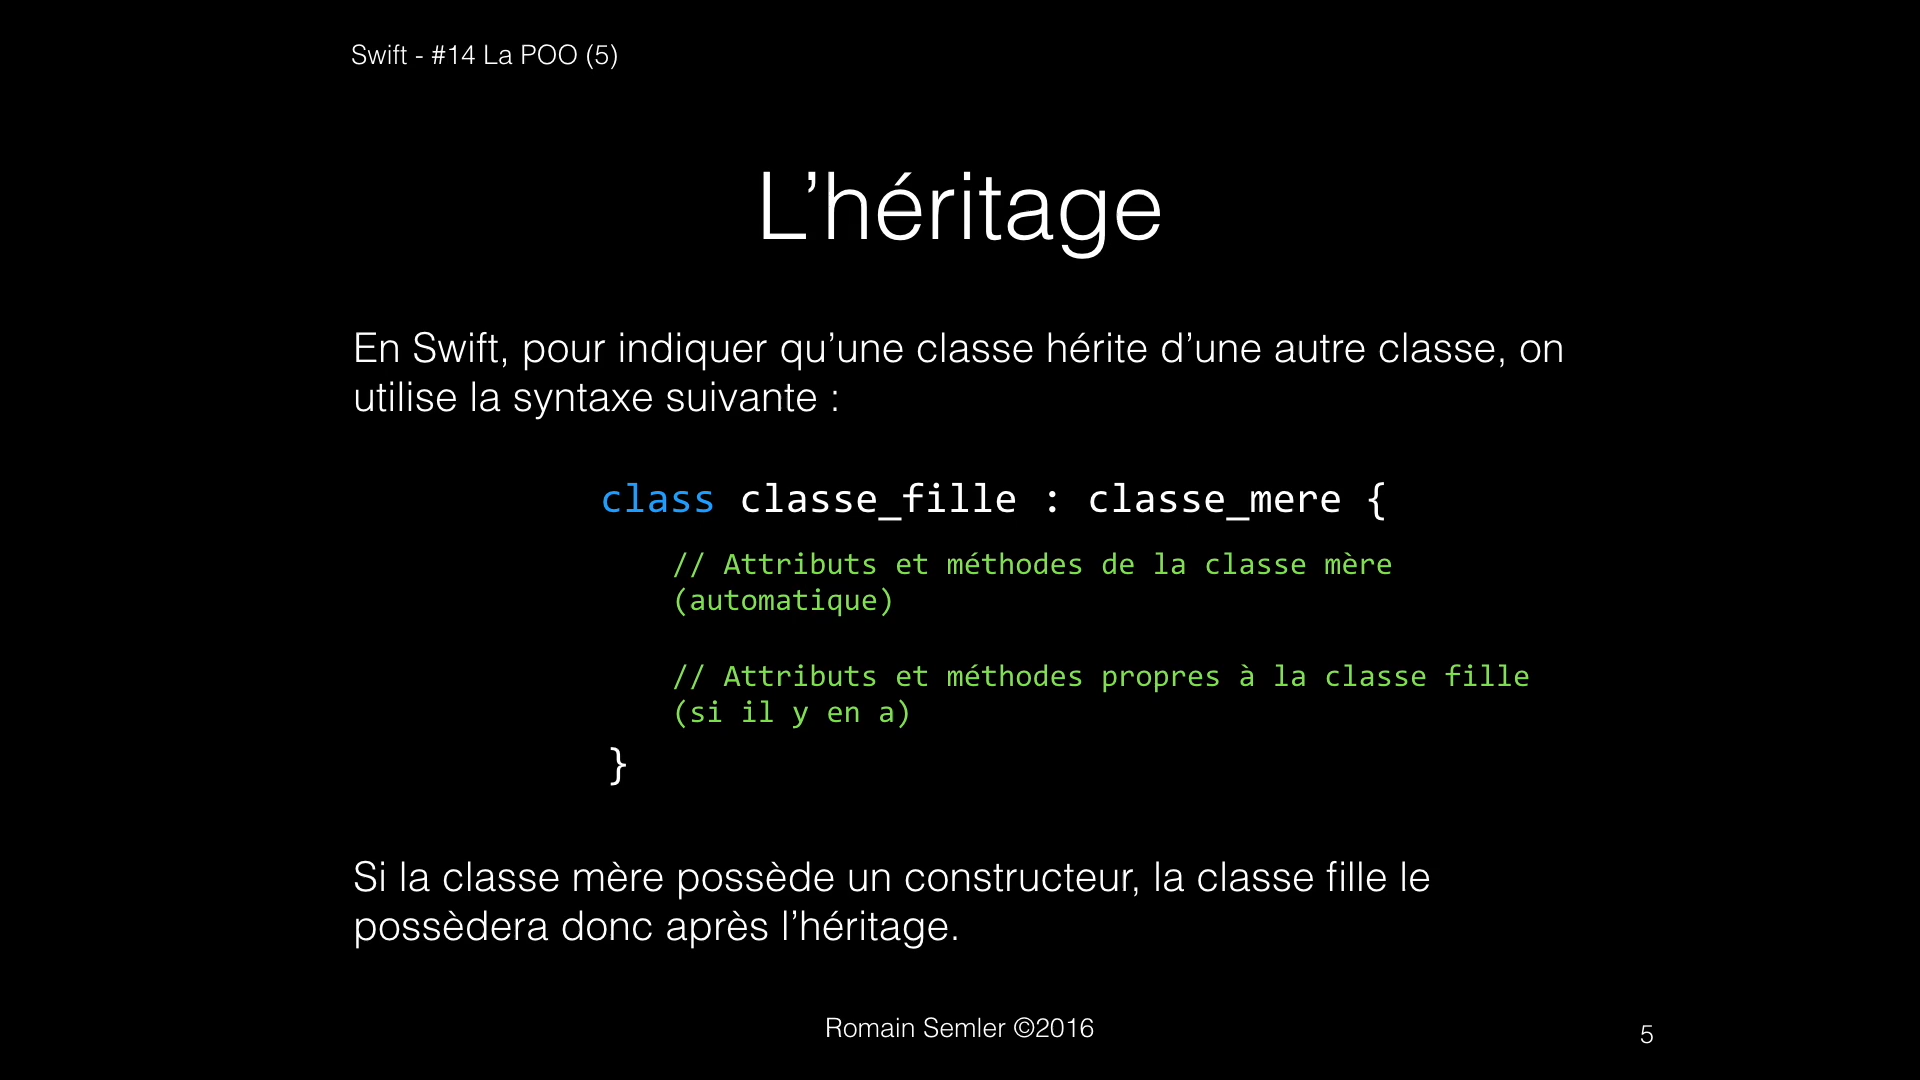 Swift - #14 La POO (5)
L’héritage
En Swift, pour indiquer qu’une classe hérite d’une autre classe, on
utilise la syntaxe suivante :
class classe_fille : classe_mere {
// Attributs et méthodes de la classe mère
(automatique)
// Attributs et méthodes propres à la classe fille
(si il y en a)
}
Si la classe mère possède un constructeur, la classe fille le
possèdera donc après l’héritage.
Romain Semler ©2016
5